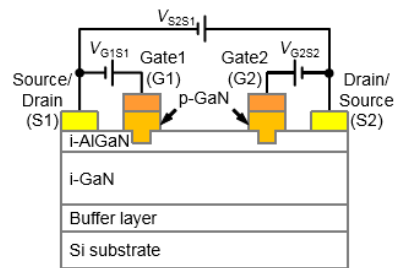 VS2S1
VG1S1
Gate1
(G1)
Gate2
(G2)
VG2S2
Source/
Drain
(S1)
p-GaN
Drain/
Source
(S2)
i-AlGaN
i-GaN
Buffer layer
Si substrate